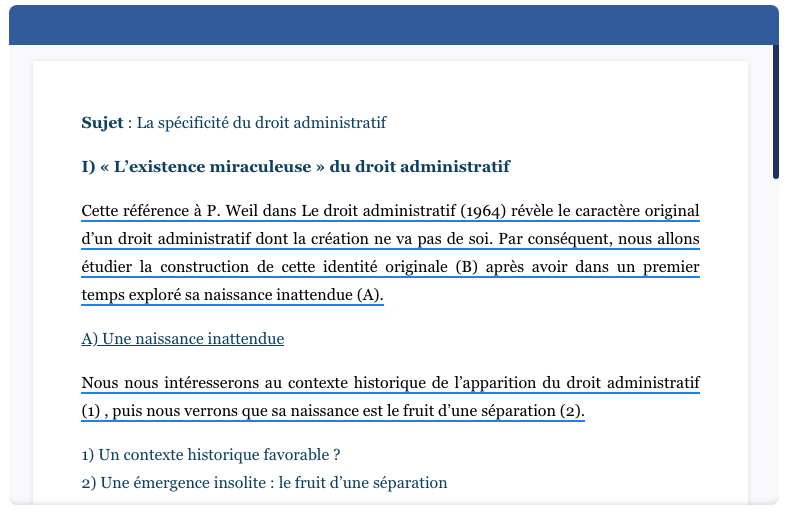 Sujet : La spécificité du droit administratif
I) « L’existence miraculeuse » du droit administratif
Cette référence à P. Weil dans Le droit administratif (1964) révèle le caractère original
d’un droit administratif dont la création ne va pas de soi. Par conséquent, nous allons
étudier la construction de cette identité originale (B) après avoir dans un premier
temps exploré sa naissance inattendue (A).
A) Une naissance inattendue
Nous nous intéresserons au contexte historique de l’apparition du droit administratif
(1) , puis nous verrons que sa naissance est le fruit d’une séparation (2).
1) Un contexte historique favorable ?
2) Une émergence insolite : le fruit d’une séparation